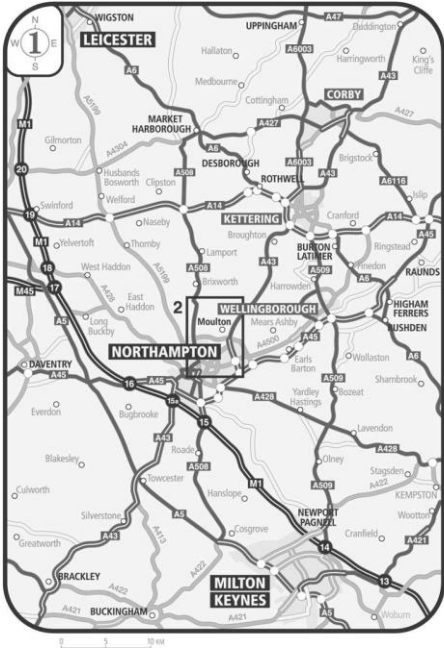 N
W 1 E
S
WIGSTON
LEICESTER
UPPINGHAM
A47
Duddington
A6003
Hallaton
Harringworth
King's
Cliffe
A6
A43
Medbourne
A5199
Cottingham
CORBY
M1
MARKET
HARBOROUGH
A427
A427
A4304
Gilmorton
A6
DESBOROUGH
A6003
Brigstock
A43
20
Husbands
Bosworth
Clipston
A508
ROTHWELL
A6116
Islip
Swinford
Welford
A14
A14
19
A14
Naseby
KETTERING
Cranford
A45
M1
Yelvertoft
Thornby
Broughton
BURTON
LATIMER
Ringstead
Lamport
A43
18
A5199
A508
Finedon
RAUNDS
West Haddon
A509
A6
17
M45
A428
Brixworth
Harrowden
East
Haddon
2
WELLINGBOROUGH
HIGHAM
FERRERS
A5
Long
Buckby
Moulton
Mears Ashby
RUSHDEN
A4500
A45
NORTHAMPTON
DAVENTRY
Earls
Barton
Wollaston
A6
A45
A45
16
A509
Sharnbrook
15a
A428
Yardley
Hastings
Bozeat
Everdon
Bugbrooke
15
A43
Lavendon
Roade
Blakesley
A428
A508
Olney
Stagsden
Towcester
M1
A422
Culworth
Hanslope
A509
KEMPSTON
Silverstone
A5
NEWPORT
PAGNELL
Wootton
A413
Cosgrove
Cranfield
Greatworth
A43
A421
14
A422
BRACKLEY
MILTON
KEYNES
13
A422
A421
BUCKINGHAM
A421
A5
Woburn
0 5 10 KM